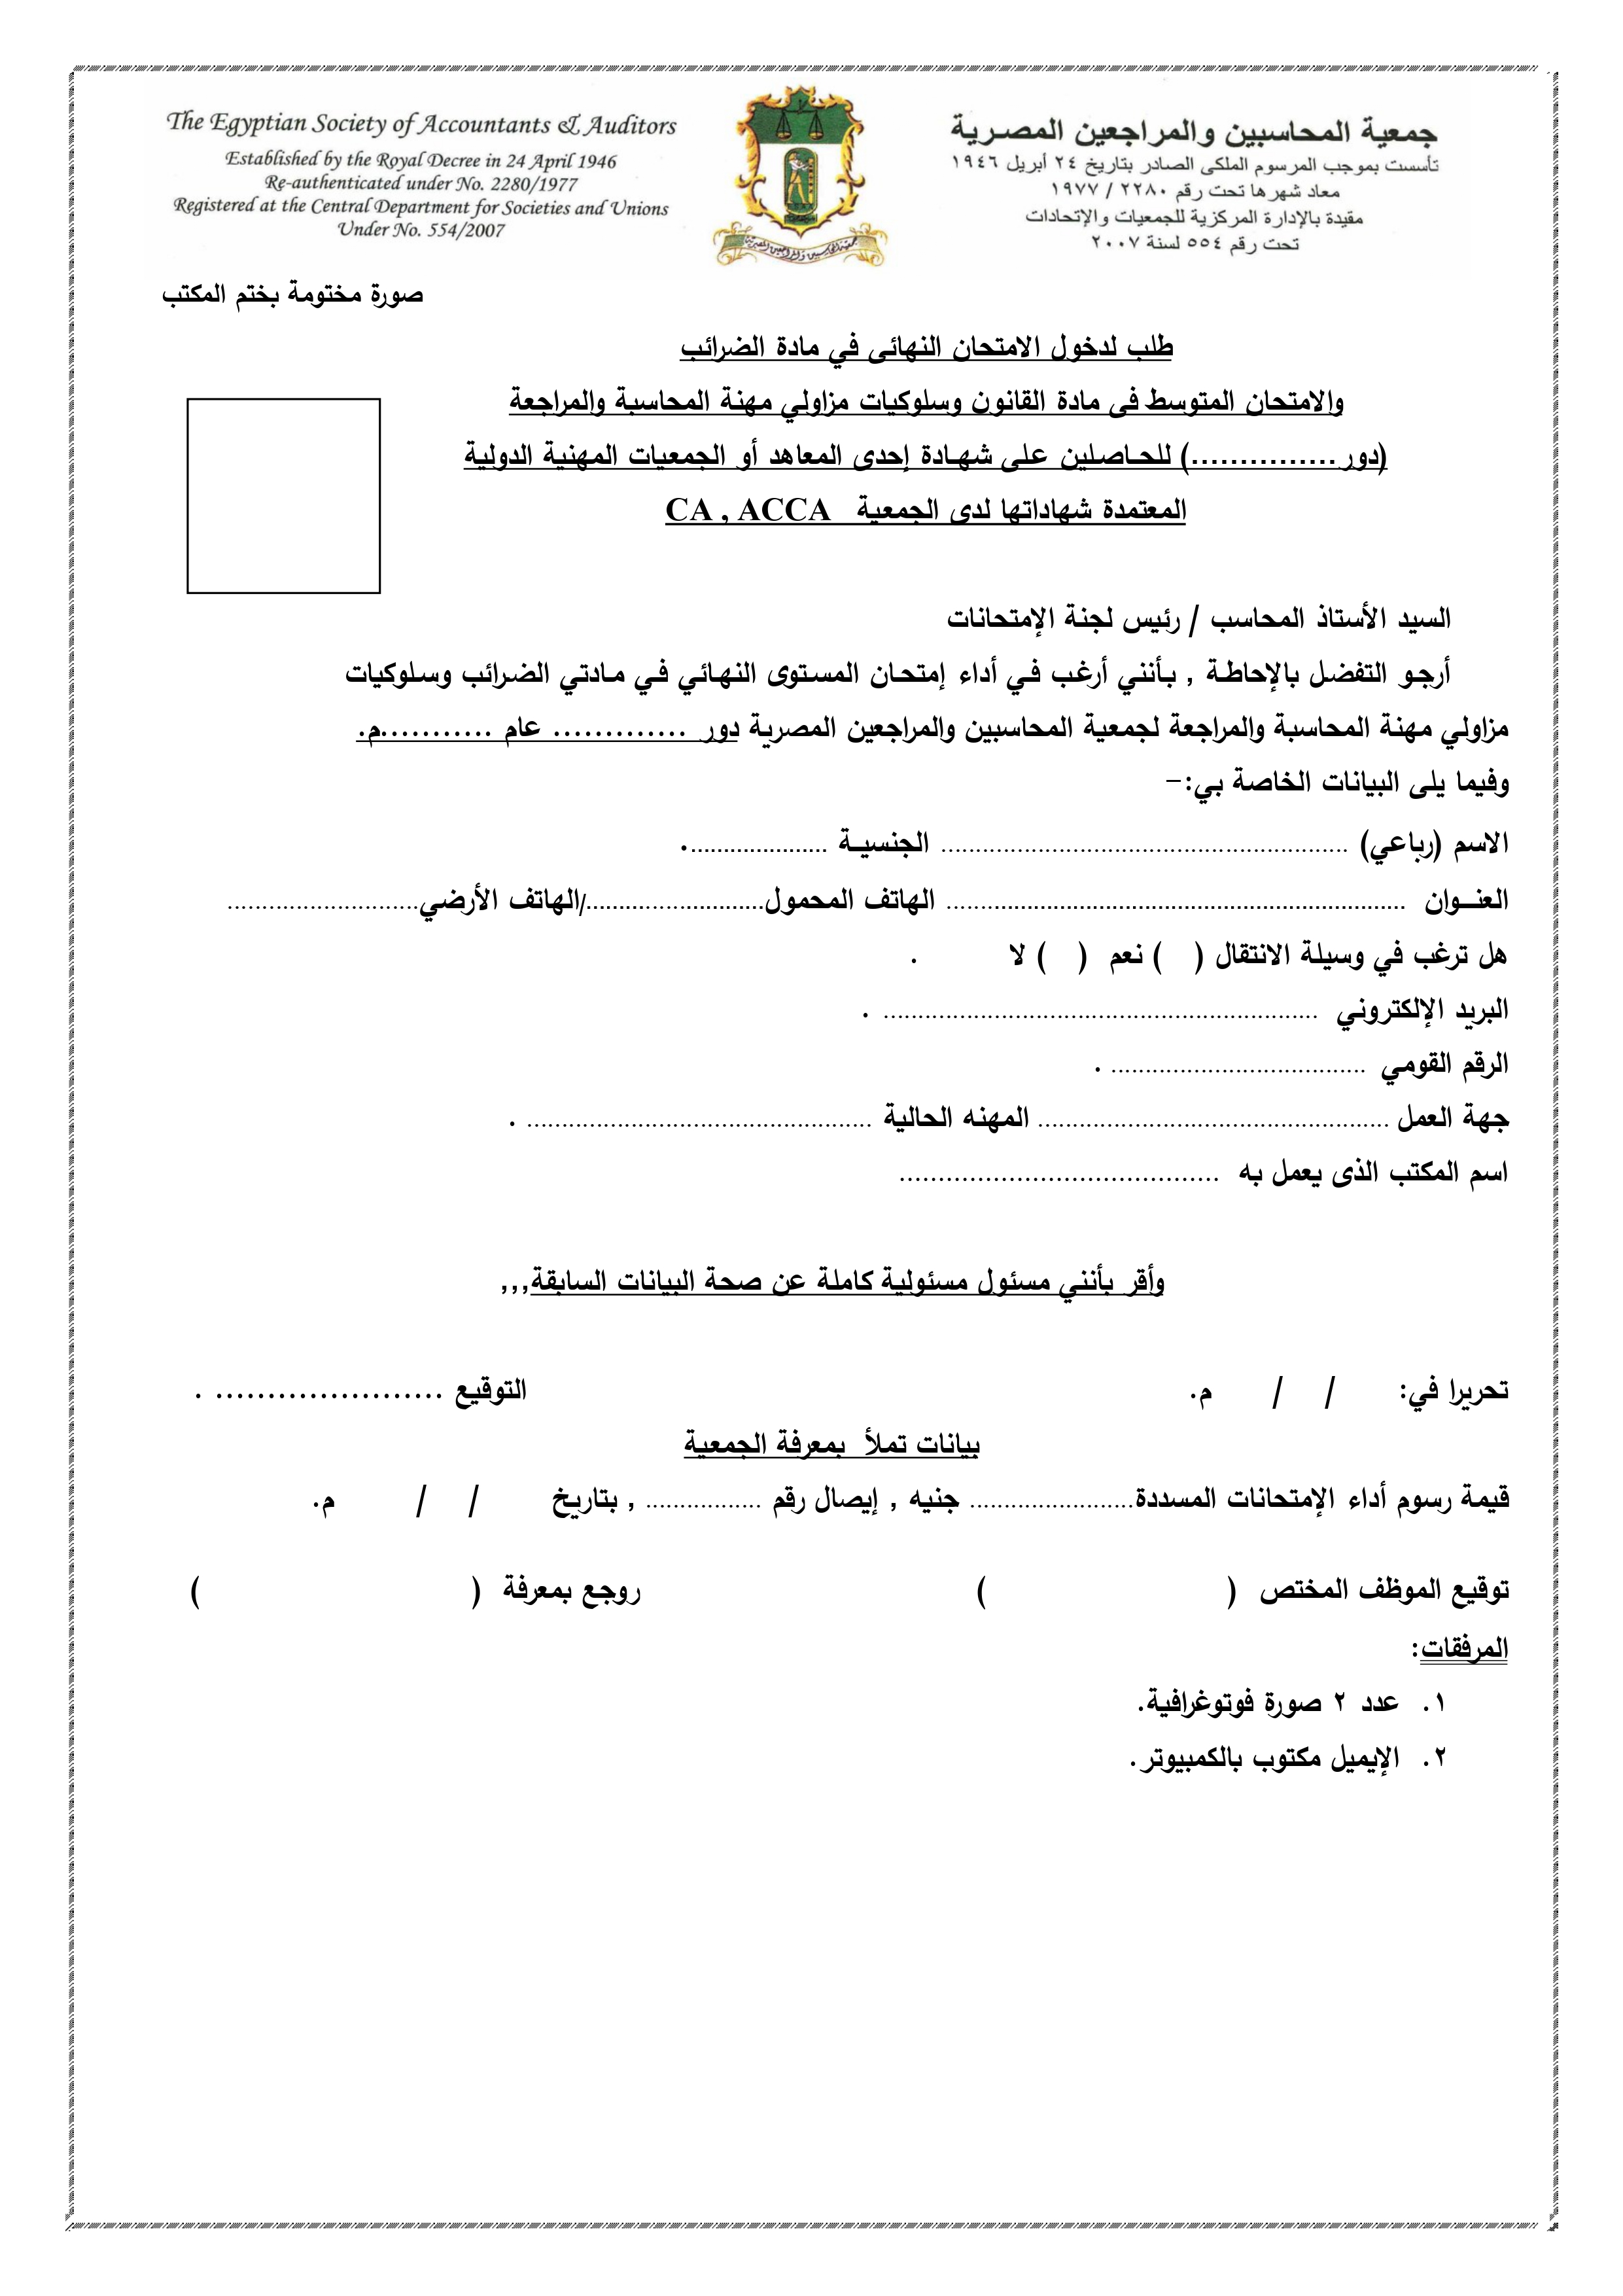 The Egyptian Society of Accountants & Auditors
Established by the Royal Decree in 24 April 1946
Re-authenticated under No. 2280/1977
Registered at the Central Department for Societies and Unions
Under No. 554/2007
جمعية المحاسبين والمراجعين المصرية
تأسست بموجب المرسوم الملكى الصادر بتاريخ ٢٤ أبريل ١٩٤٦
معاد شهرها تحت رقم ٢٢٨٠ / ١٩٧٧
مقيدة بالإدارة المركزية للجمعيات والإتحادات
تحت رقم ٥٥٤ لسنة ٢٠٠٧
جمعية المحاسبين والمراجعين المصرية
صورة مختومة بختم المكتب
طلب لدخول الامتحان النهائى في مادة الضرائب
والامتحان المتوسط فى مادة القانون وسلوكيات مزاولي مهنة المحاسبة والمراجعة
(دور...............) للحاصلين على شهادة إحدى المعاهد أو الجمعيات المهنية الدولية
المعتمدة شهاداتها لدى الجمعية CA , ACCA
السيد الأستاذ المحاسب / رئيس لجنة الإمتحانات
أرجو التفضل بالإحاطة , بأنني أرغب في أداء إمتحان المستوى النهائي في مادتي الضرائب وسلوكيات
مزاولي مهنة المحاسبة والمراجعة لجمعية المحاسبين والمراجعين المصرية دور ............. عام ...........م.
وفيما يلى البيانات الخاصة بي:-
الاسم (رباعي) ........................................................... الجنسية .....................
العنوان ................................................................... الهاتف المحمول........................../الهاتف الأرضي............................
هل ترغب في وسيلة الانتقال ( ) نعم ( ) لا .
البريد الإلكتروني ............................................................... .
الرقم القومي ..................................... .
جهة العمل ................................................... المهنه الحالية .................................................. .
اسم المكتب الذى يعمل به .........................................
وأقر بأنني مسئول مسئولية كاملة عن صحة البيانات السابقة,,,
تحريرا في: / / م. التوقيع ...................... .
بيانات تملأ بمعرفة الجمعية
قيمة رسوم أداء الإمتحانات المسددة........................ جنيه , إيصال رقم ................. , بتاريخ / / م.
توقيع الموظف المختص ( ) روجع بمعرفة ( )
المرفقات:
١. عدد ٢ صورة فوتوغرافية.
٢. الإيميل مكتوب بالكمبيوتر.